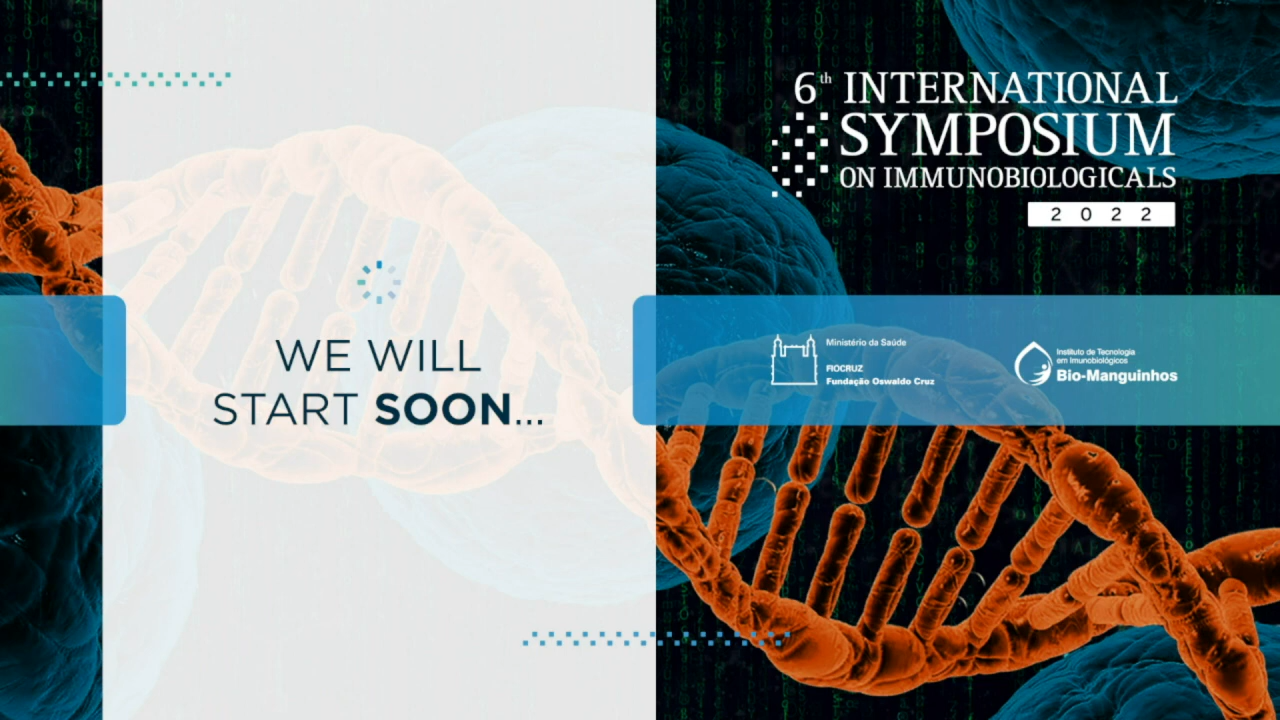 WE WILL
START SOON...
6th INTERNATIONAL
SYMPOSIUM
ON IMMUNOBIOLOGICALS
2022
Ministério da Saúde
FIOCRUZ
Fundação Oswaldo Cruz
Instituto de Tecnologia
em Imunobiológicos
Bio-Manguinhos